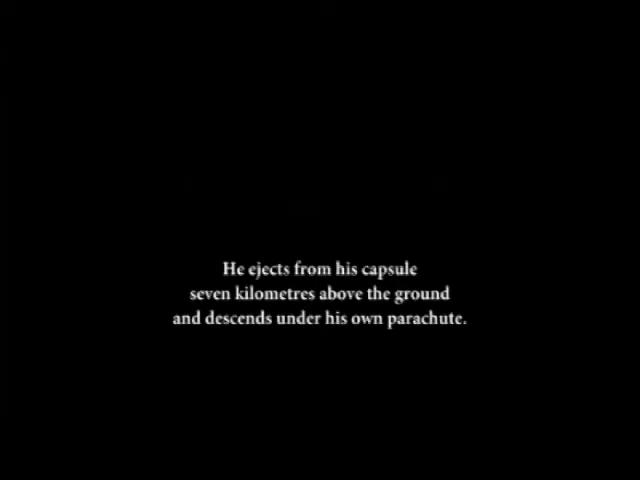 He ejects from his capsule
seven kilometres above the ground
and descends under his own parachute.